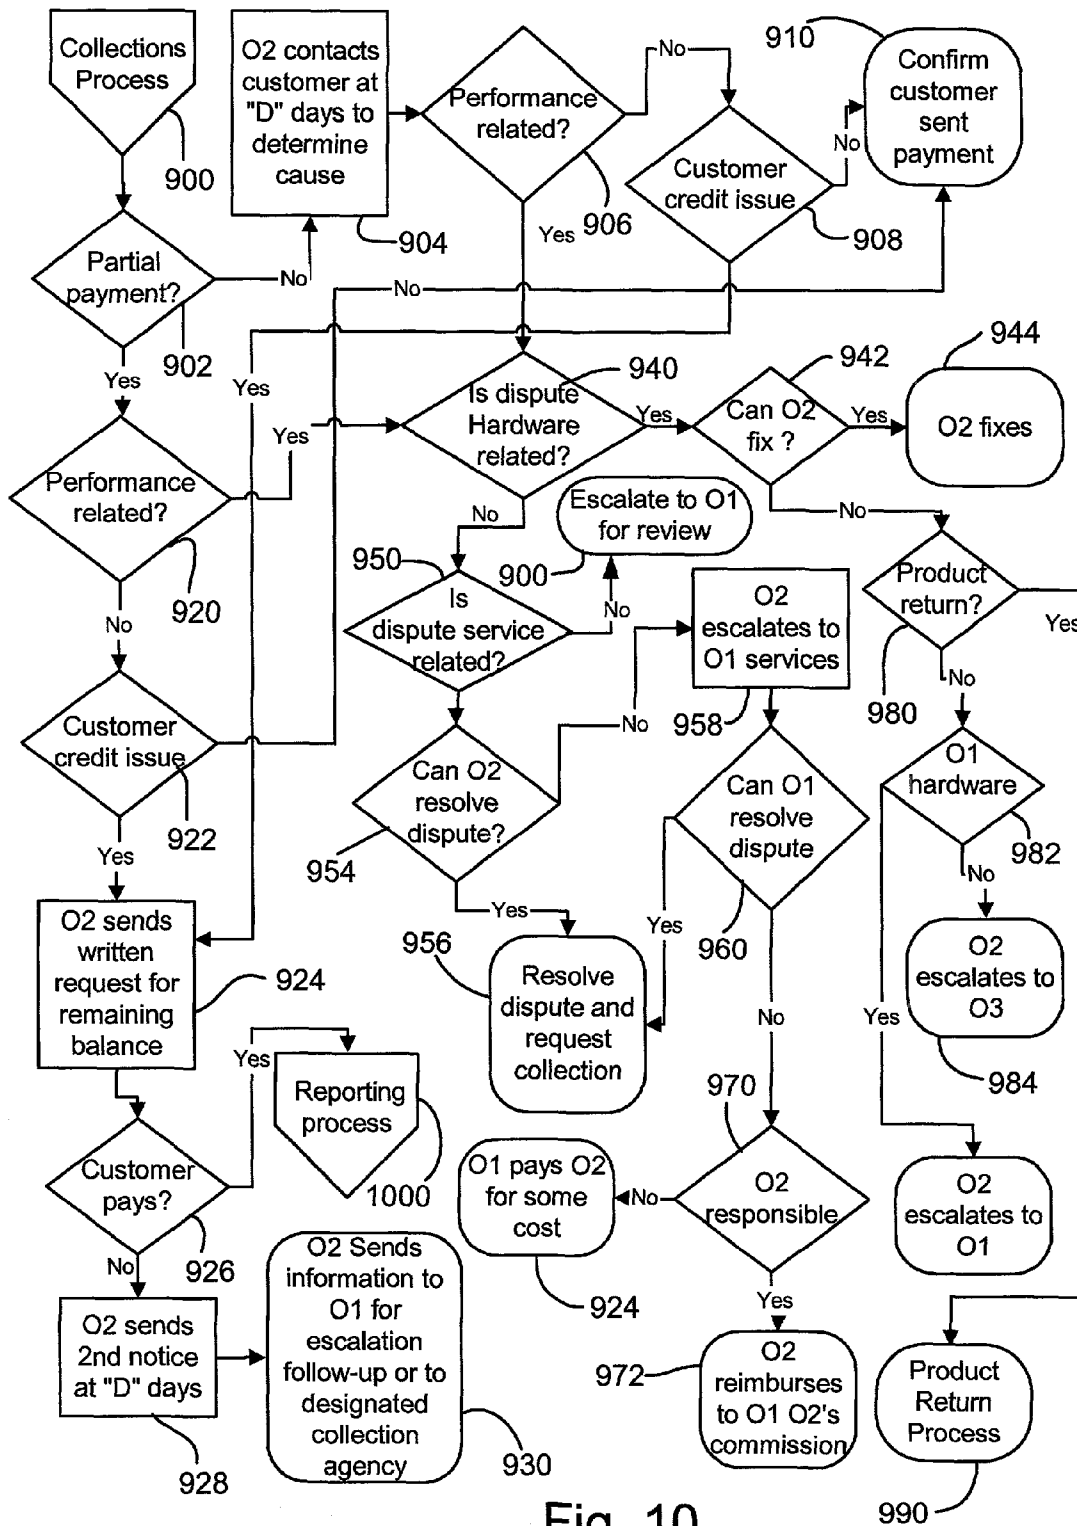 Collections
Process
900
O2 contacts
customer at
"D" days to
determine
cause
904
Performance
related?
906
No
Yes
Customer
credit issue
908
No
910
Confirm
customer
sent
payment
Partial
payment?
902
No
Yes
No
Yes
Performance
related?
920
Yes
No
Is dispute
Hardware
related?
940
Yes
No
Can O2
fix ?
942
Yes
No
944
O2 fixes
Escalate to O1
for review
900
950
Is
dispute service
related?
No
O2
escalates to
O1 services
958
Product
return?
980
Yes
No
Customer
credit issue
922
Yes
Can O2
resolve
dispute?
954
No
Yes
Can O1
resolve
dispute
960
Yes
No
O1
hardware
982
No
Yes
O2 sends
written
request for
remaining
balance
924
956
Resolve
dispute and
request
collection
O2
escalates to
O3
984
Yes
Reporting
process
1000
Customer
pays?
926
No
O1 pays O2
for some
cost
924
No
970
O2
responsible
Yes
O2
escalates to
O1
O2 sends
2nd notice
at "D" days
928
O2 Sends
information to
O1 for
escalation
follow-up or to
designated
collection
agency
930
972
O2
reimburses
to O1 O2's
commission
Product
Return
Process
990
Fig. 10